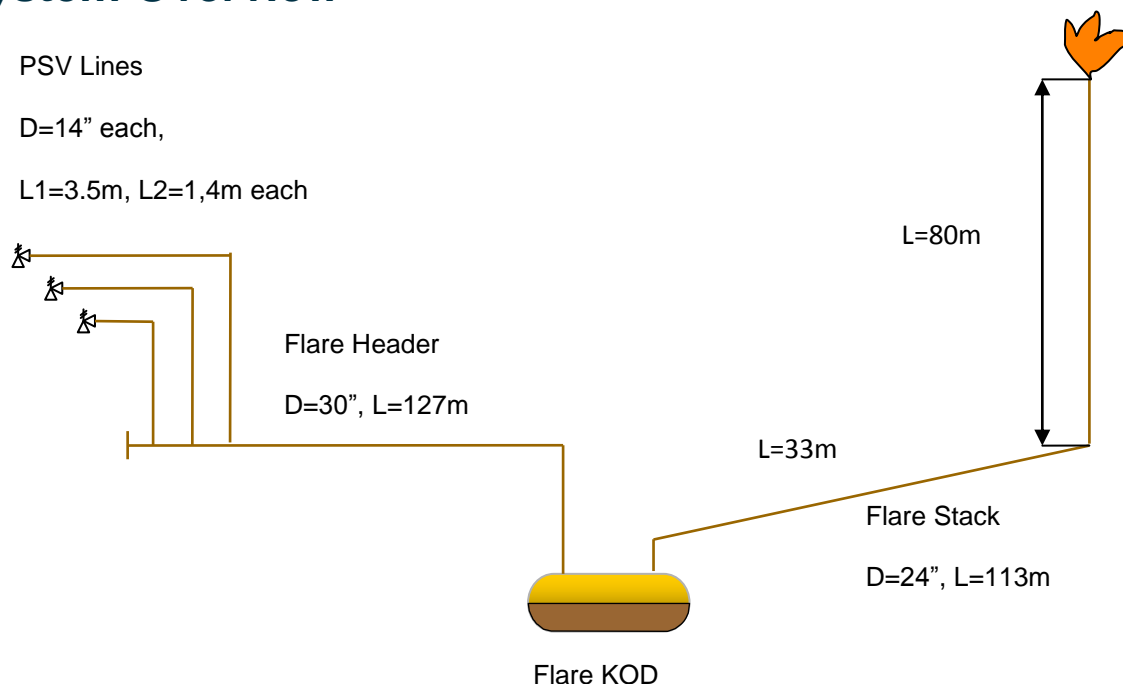 PSV Lines
D=14” each,
L1=3.5m, L2=1,4m each
L=80m
Flare Header
D=30”, L=127m
L=33m
Flare Stack
D=24”, L=113m
Flare KOD